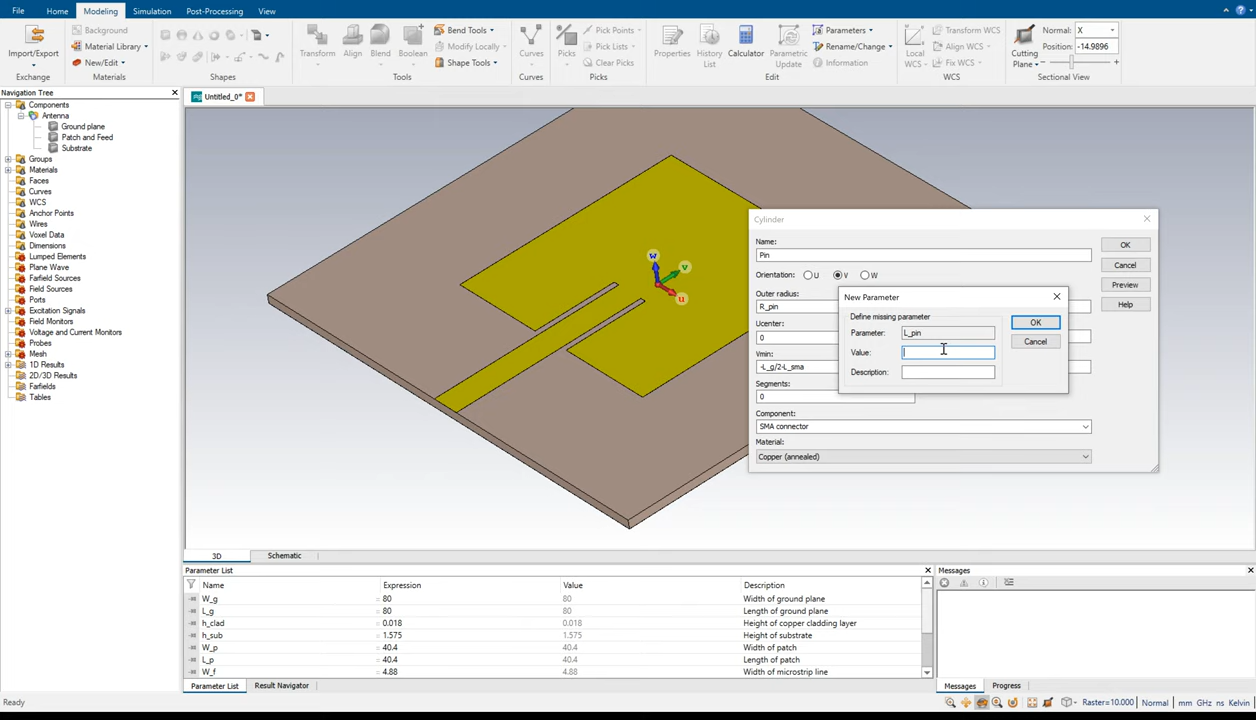 File Home Modeling Simulation Post-Processing View
Import/Export
Exchange
Background
Material Library
New/Edit
Materials
Shapes
Transform Align Blend Boolean
Bend Tools
Modify Locally
Shape Tools
Tools
Curves
Curves
Picks
Pick Points
Pick Lists
Clear Picks
Picks
Properties History List Calculator Parametric Update
Parameters
Rename/Change
Information
Edit
Local WCS
Transform WCS
Align WCS
Fix WCS
WCS
Cutting Plane
Normal: X
Position: -14.9896
Sectional View
Navigation Tree
Components
Antenna
Ground plane
Patch and Feed
Substrate
Groups
Materials
Faces
Curves
WCS
Anchor Points
Wires
Voxel Data
Dimensions
Lumped Elements
Plane Wave
Farfield Sources
Field Sources
Ports
Excitation Signals
Field Monitors
Voltage and Current Monitors
Probes
Mesh
1D Results
2D/3D Results
Farfields
Tables
Untitled_0*
w
v
u
Cylinder
Name:
Pin
Orientation: U V W
Outer radius:
R_pin
Ucenter:
0
Vmin:
-L_g/2-L_sma
Segments:
0
Component:
SMA connector
Material:
Copper (annealed)
OK
Cancel
Preview
Help
New Parameter
Define missing parameter
Parameter: L_pin
Value:
Description:
OK
Cancel
3D Schematic
Parameter List
Name Expression Value Description
W_g = 80 80 Width of ground plane
L_g = 80 80 Length of ground plane
h_clad = 0.018 0.018 Height of copper cladding layer
h_sub = 1.575 1.575 Height of substrate
W_p = 40.4 40.4 Width of patch
L_p = 40.4 40.4 Length of patch
W_f = 4.88 4.88 Width of microstrip line
Parameter List Result Navigator
Messages
Messages Progress
Ready
Raster=10.000 Normal mm GHz ns Kelvin